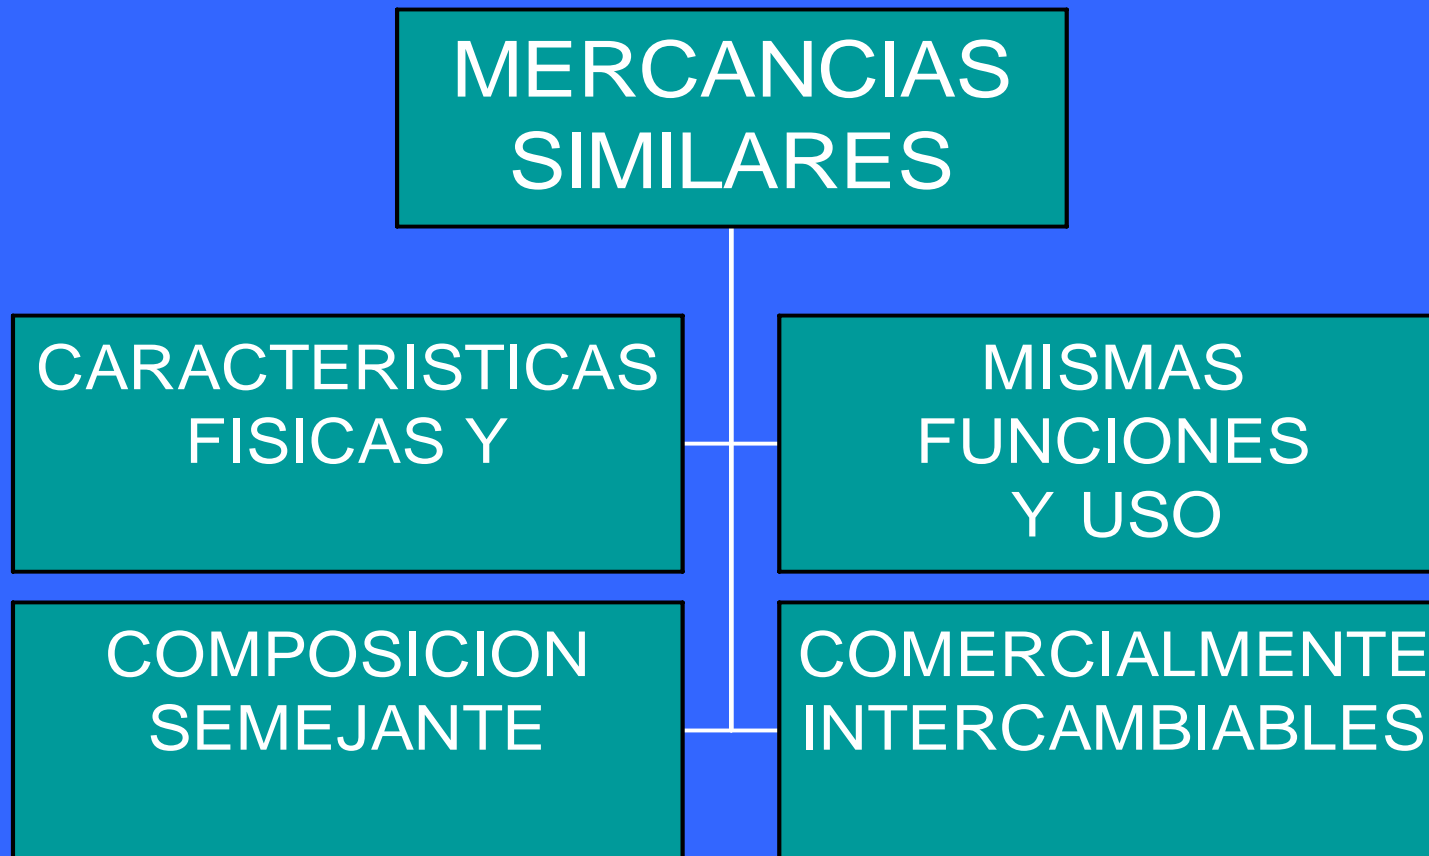 MERCANCIAS
SIMILARES
CARACTERISTICAS
FISICAS Y
MISMAS
FUNCIONES
Y USO
COMPOSICION
SEMEJANTE
COMERCIALMENTE
INTERCAMBIABLES